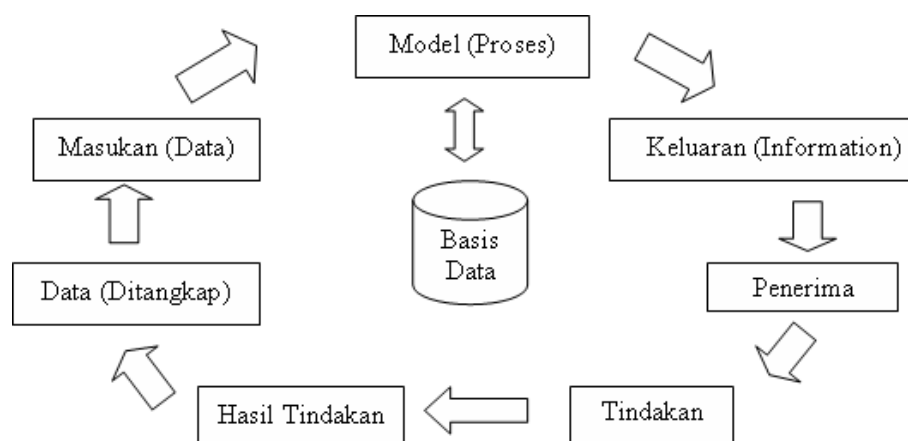 Model (Proses)
Masukan (Data)
Keluaran (Information)
Basis
Data
Data (Ditangkap)
Penerima
Hasil Tindakan
Tindakan